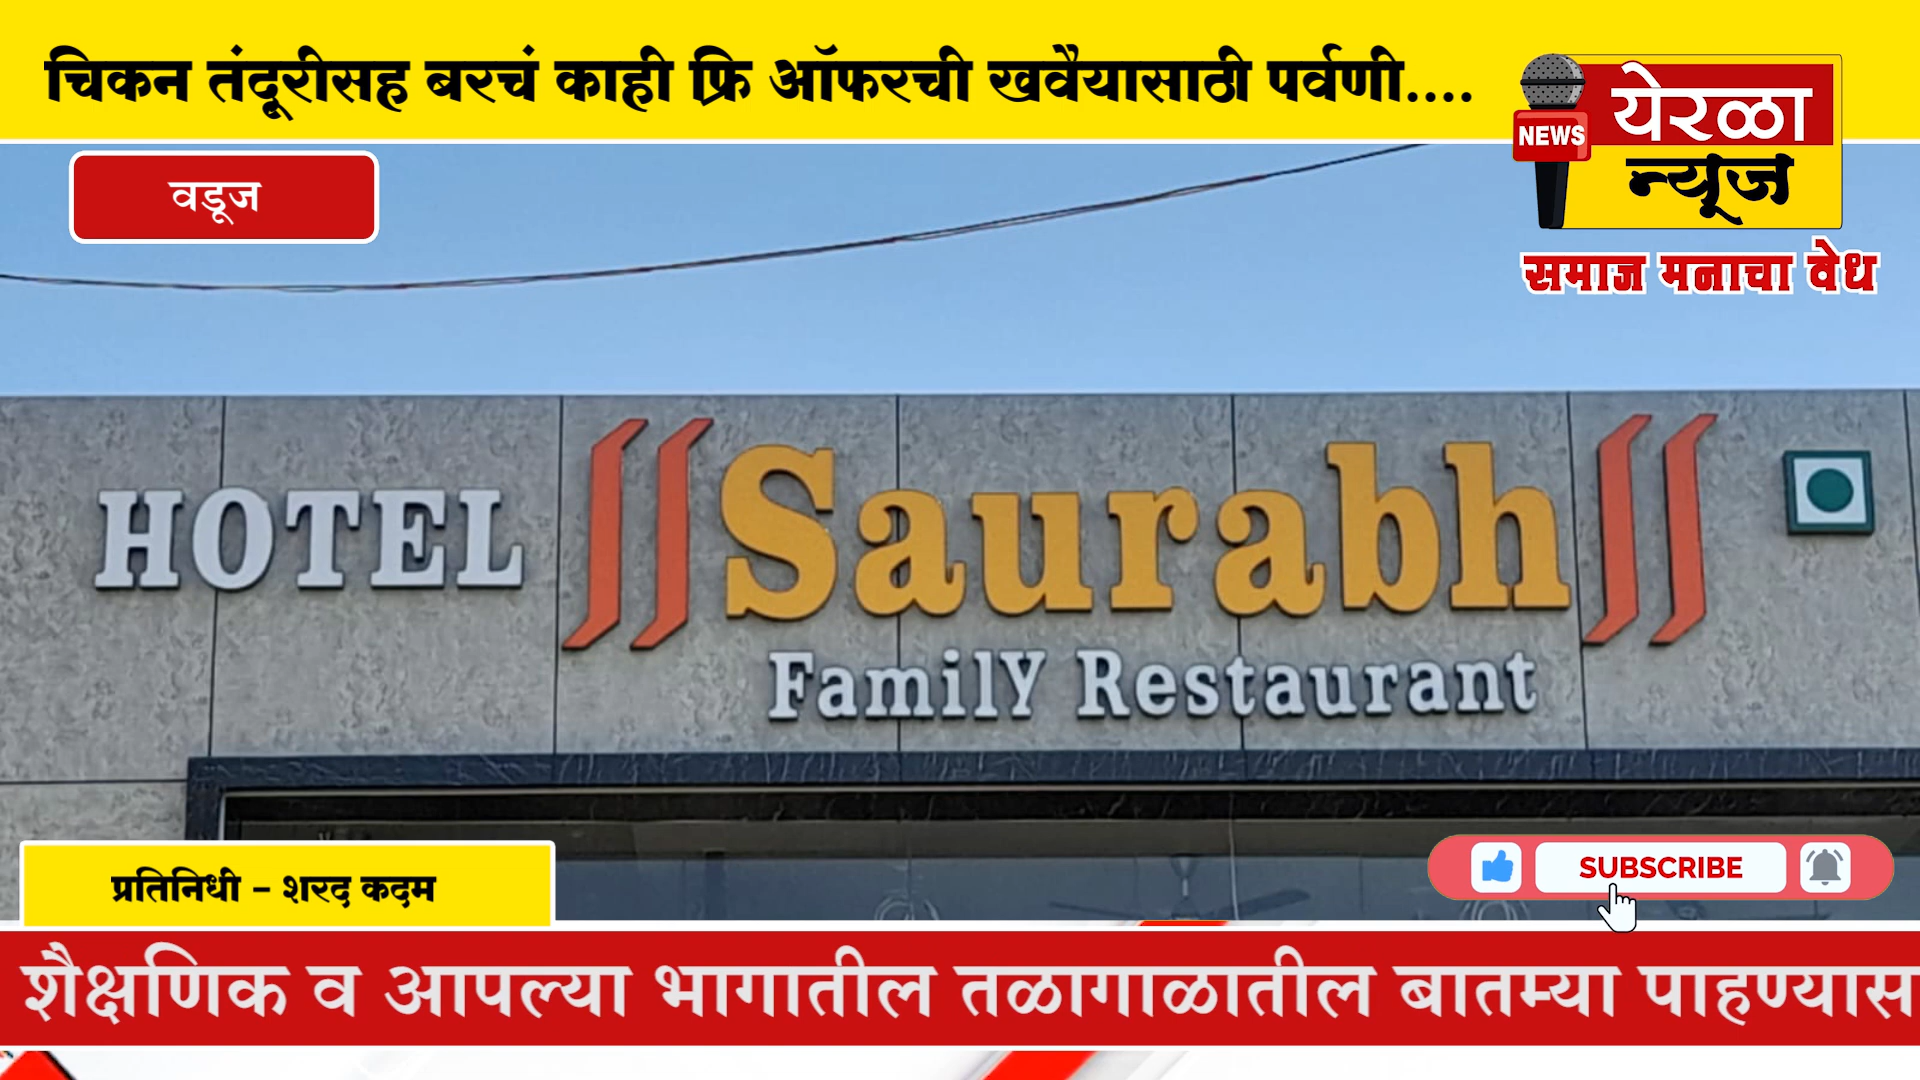 चिकन तंदूरीसह बरचं काही फ्रि ऑफरची खवैयासाठी पर्वणी....
NEWS
येरळा
न्यूज
समाज मनाचा वेध
वडूज
HOTEL Saurabh
FamilY Restaurant
प्रतिनिधी - शरद कदम
SUBSCRIBE
शैक्षणिक व आपल्या भागातील तळागाळातील बातम्या पाहण्यास